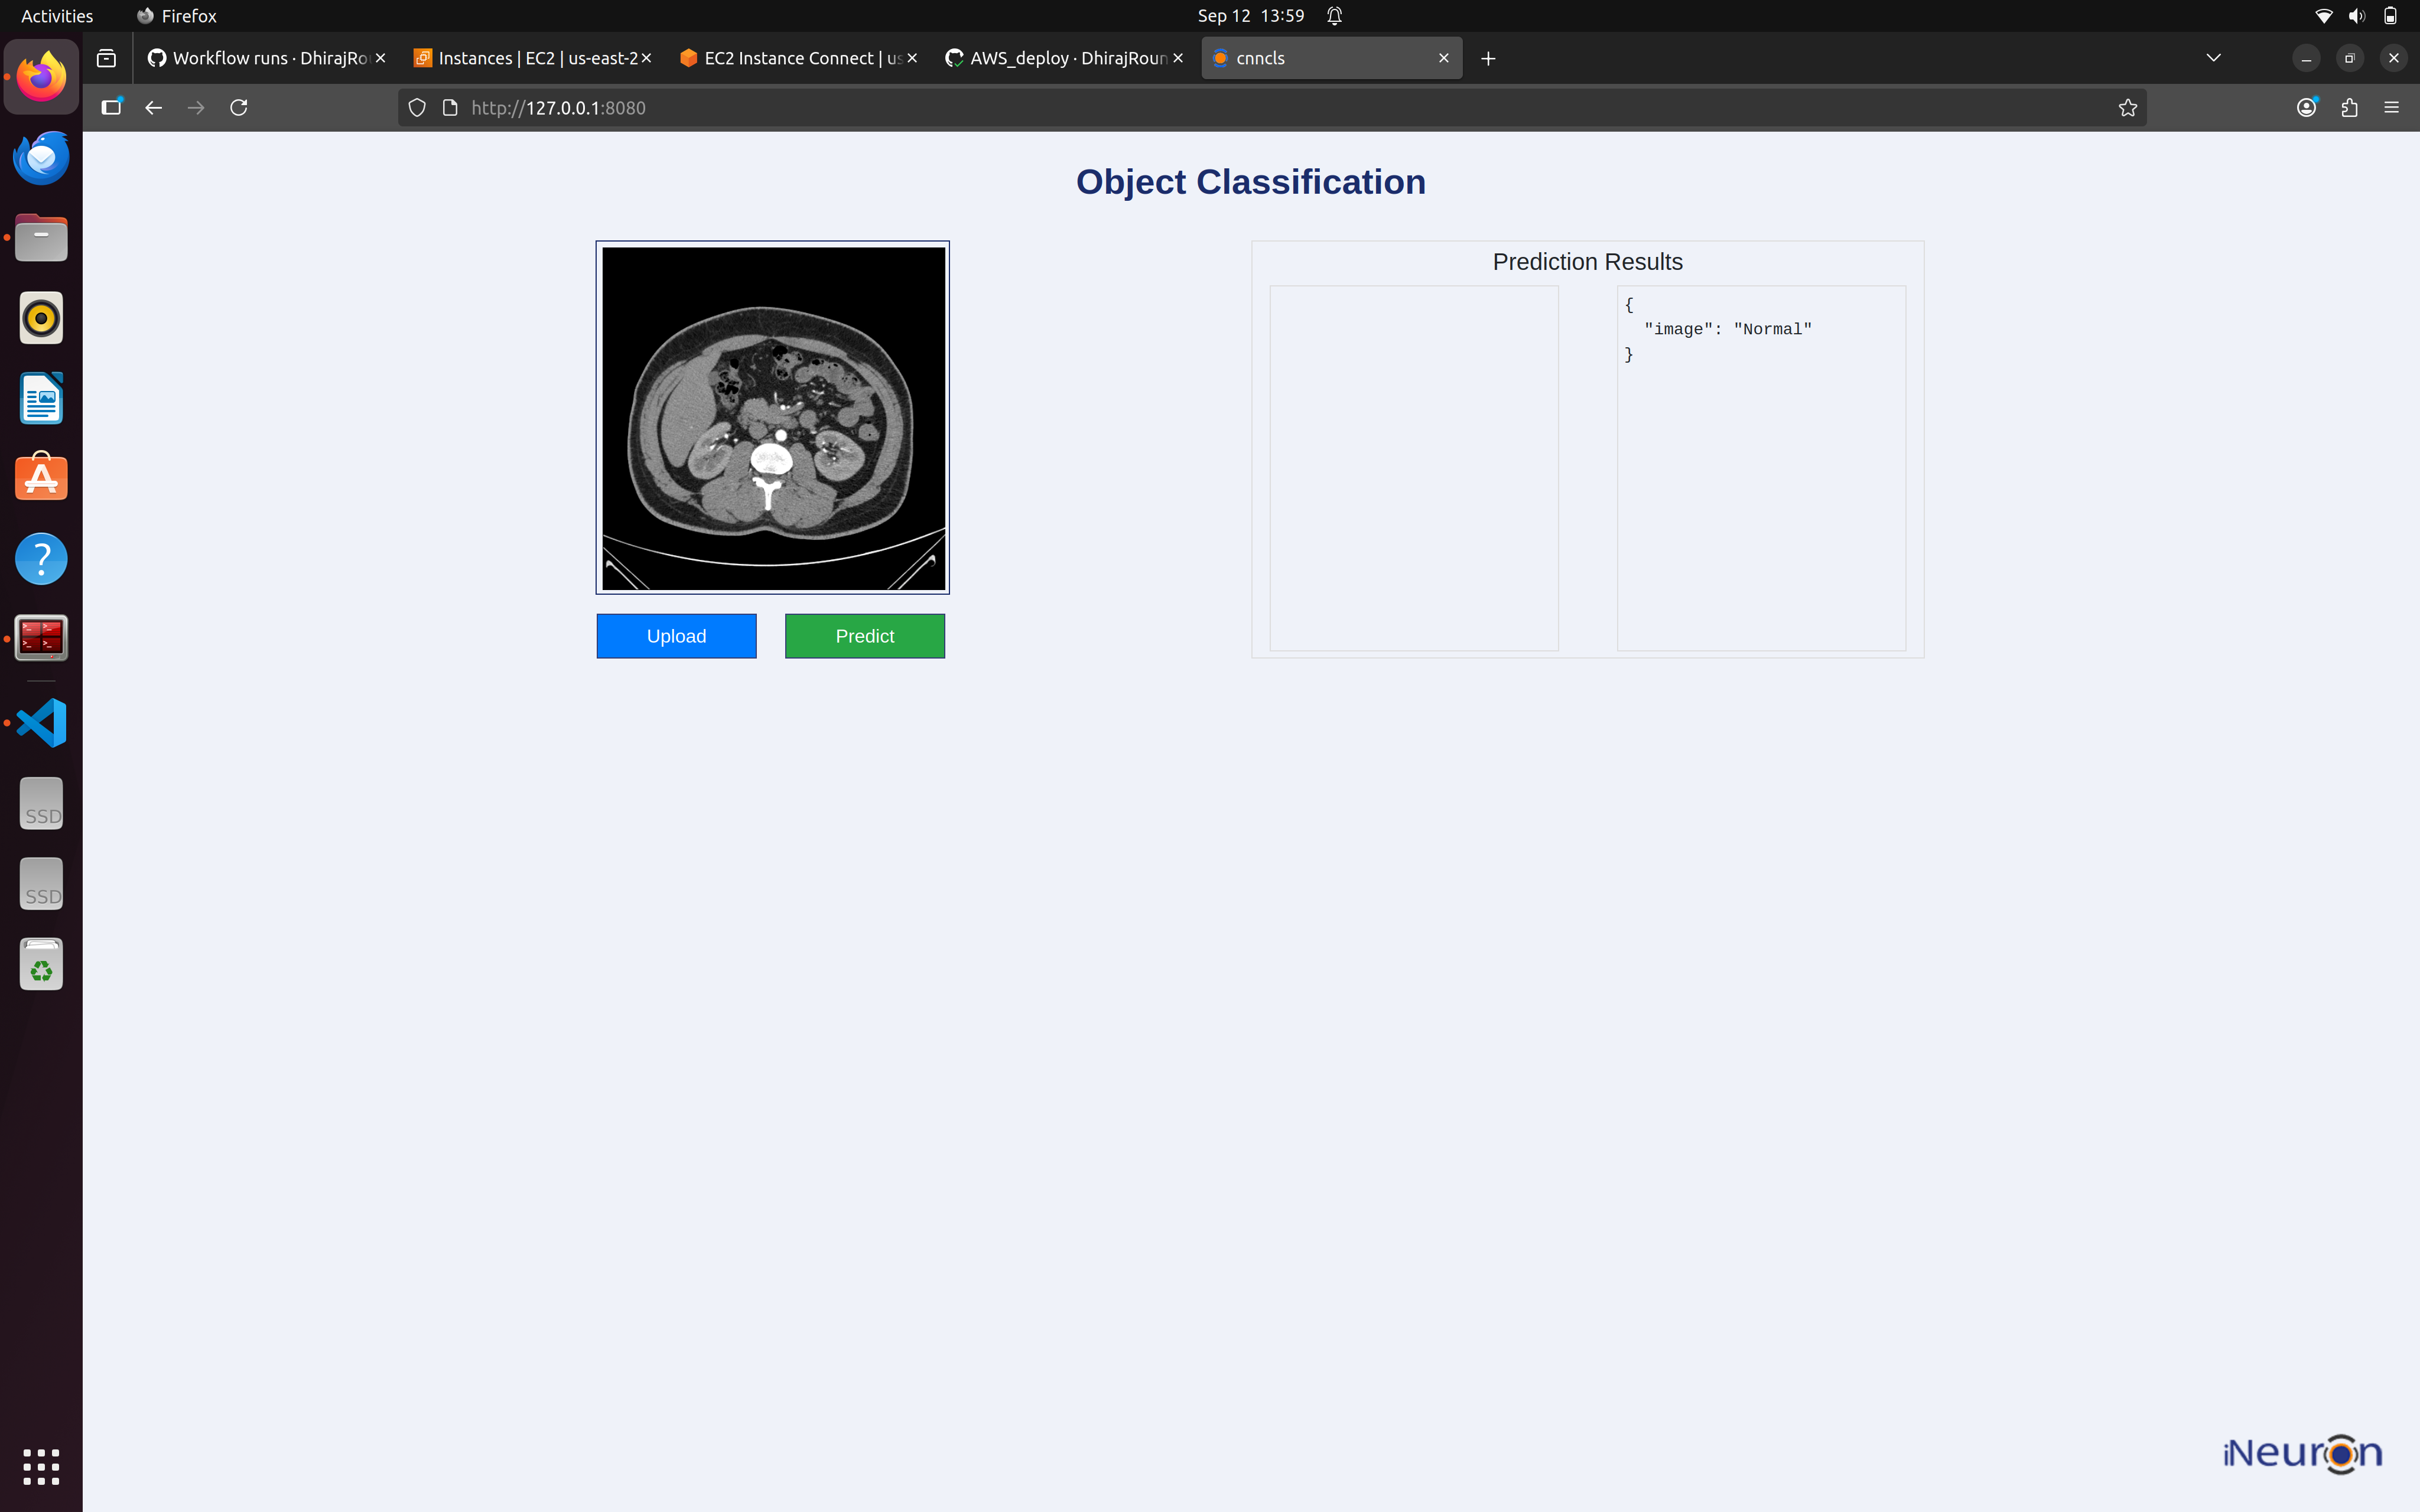 Activities
Firefox
Sep 12 13:59
Workflow runs · DhirajRo
Instances | EC2 | us-east-2
EC2 Instance Connect | us
AWS_deploy · DhirajRoun
cnncls
http://127.0.0.1:8080
Object Classification
Prediction Results
{
"image": "Normal"
}
Upload
Predict
SSD
SSD
iNeuron